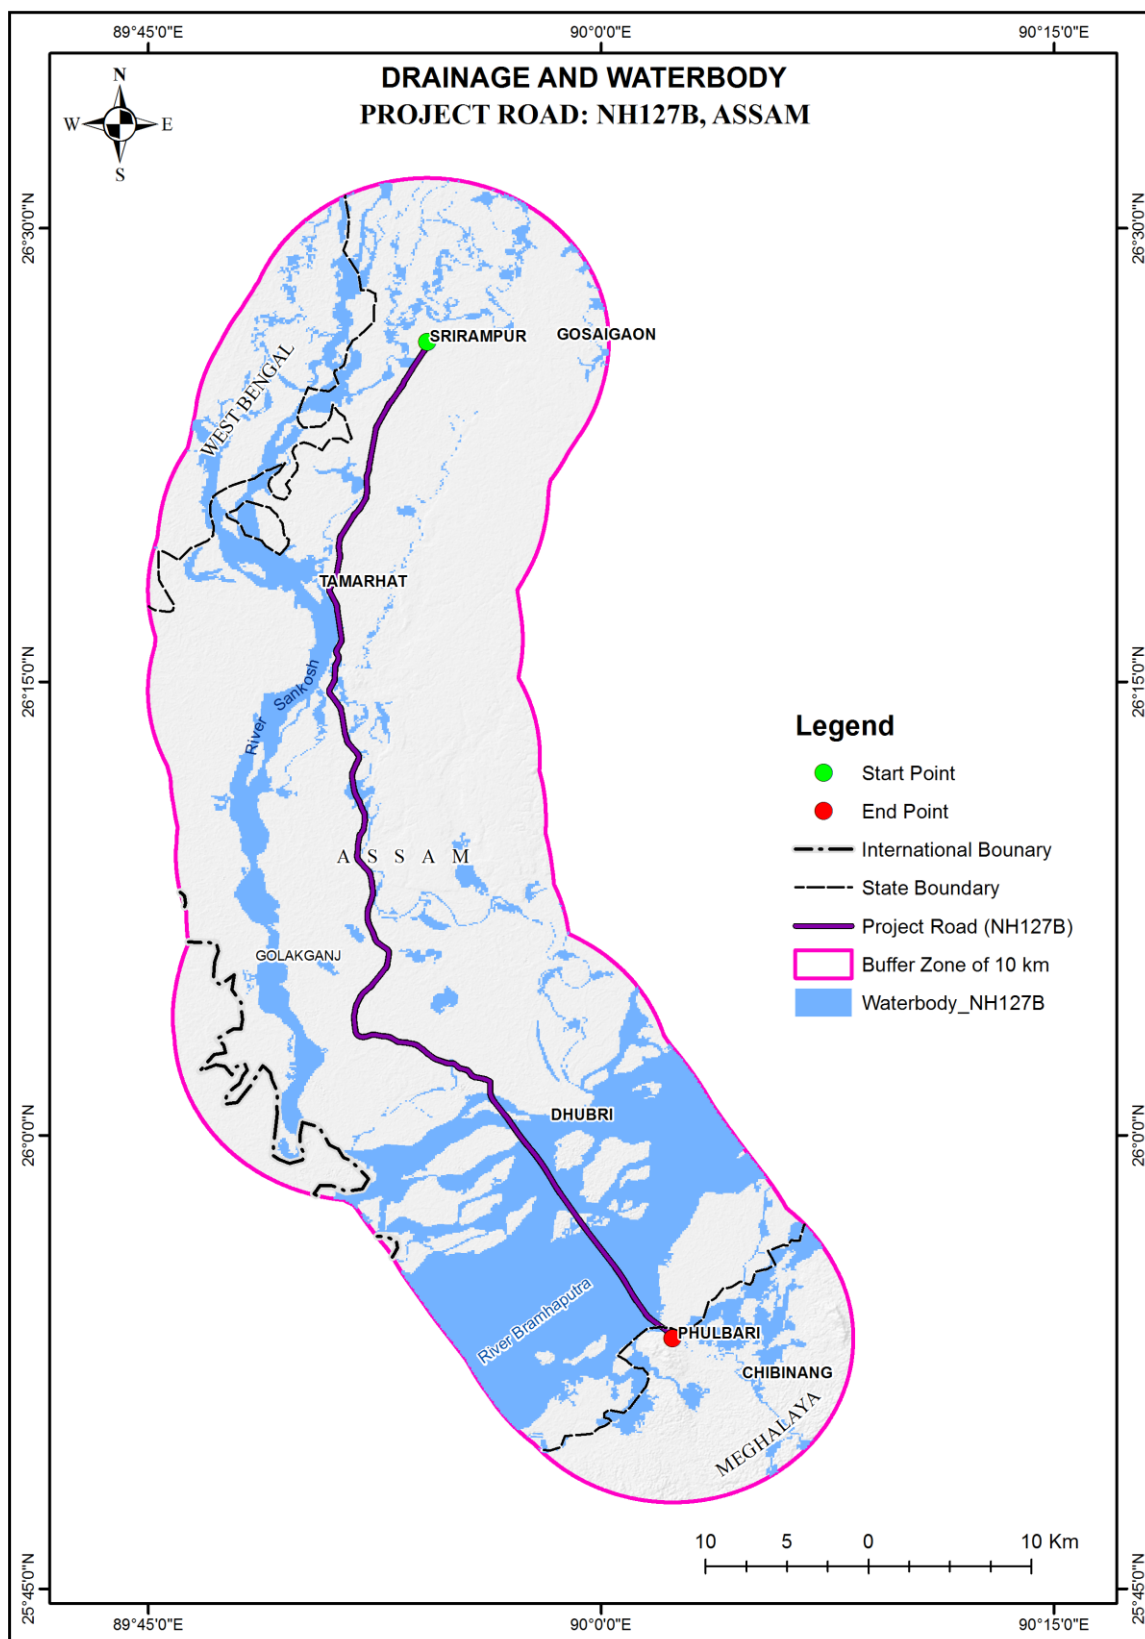 89°45'0"E
90°0'0"E
90°15'0"E
DRAINAGE AND WATERBODY
PROJECT ROAD: NH127B, ASSAM
N
W
E
S
26°30'0"N
26°30'0"N
SRIRAMPUR
GOSAIGAON
WEST BENGAL
TAMARHAT
26°15'0"N
River Sankosh
26°15'0"N
Legend
Start Point
End Point
International Bounary
State Boundary
Project Road (NH127B)
Buffer Zone of 10 km
Waterbody_NH127B
A S S A M
GOLAKGANJ
DHUBRI
26°0'0"N
26°0'0"N
River Bramhaputra
PHULBARI
CHIBINANG
MEGHALAYA
10 5 0 10 Km
25°45'0"N
25°45'0"N
89°45'0"E
90°0'0"E
90°15'0"E